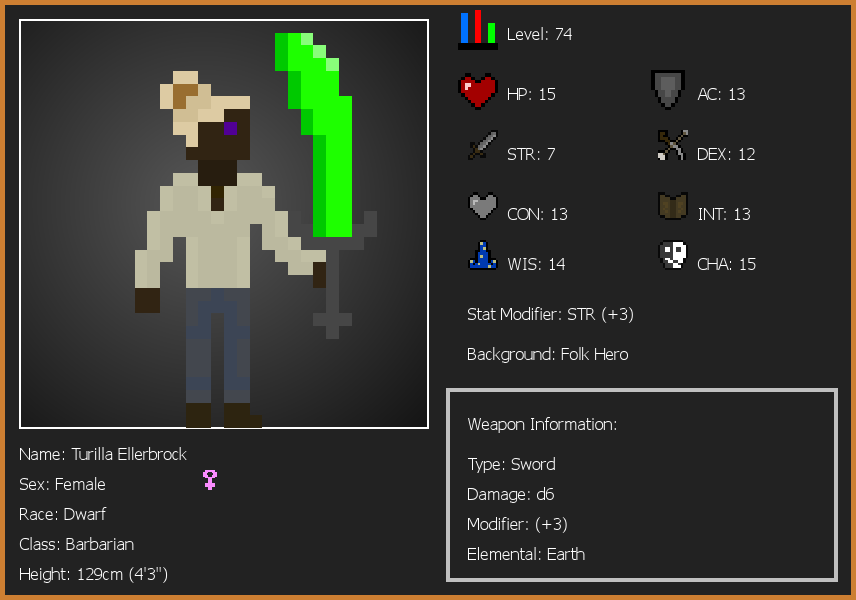 Level: 74
HP: 15
AC: 13
STR: 7
DEX: 12
CON: 13
INT: 13
WIS: 14
CHA: 15
Stat Modifier: STR (+3)
Background: Folk Hero
Weapon Information:
Type: Sword
Damage: d6
Modifier: (+3)
Elemental: Earth
Name: Turilla Ellerbrock
Sex: Female
Race: Dwarf
Class: Barbarian
Height: 129cm (4'3")